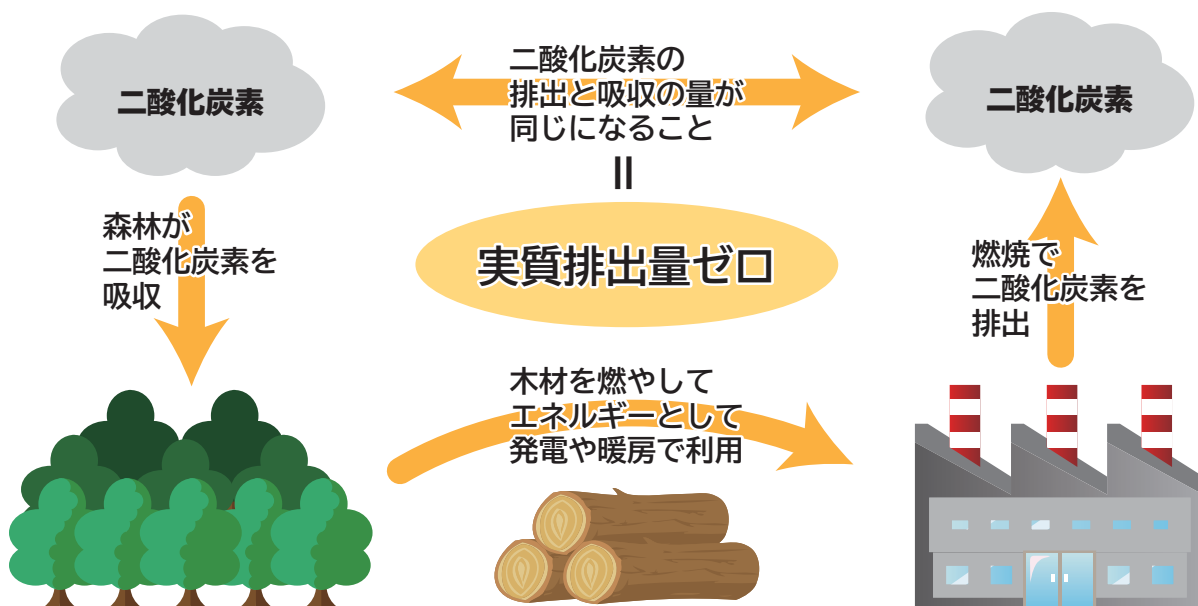 二酸化炭素
二酸化炭素の
排出と吸収の量が
同じになること
=
実質排出量ゼロ
二酸化炭素
森林が
二酸化炭素を
吸収
燃焼で
二酸化炭素を
排出
木材を燃やして
エネルギーとして
発電や暖房で利用